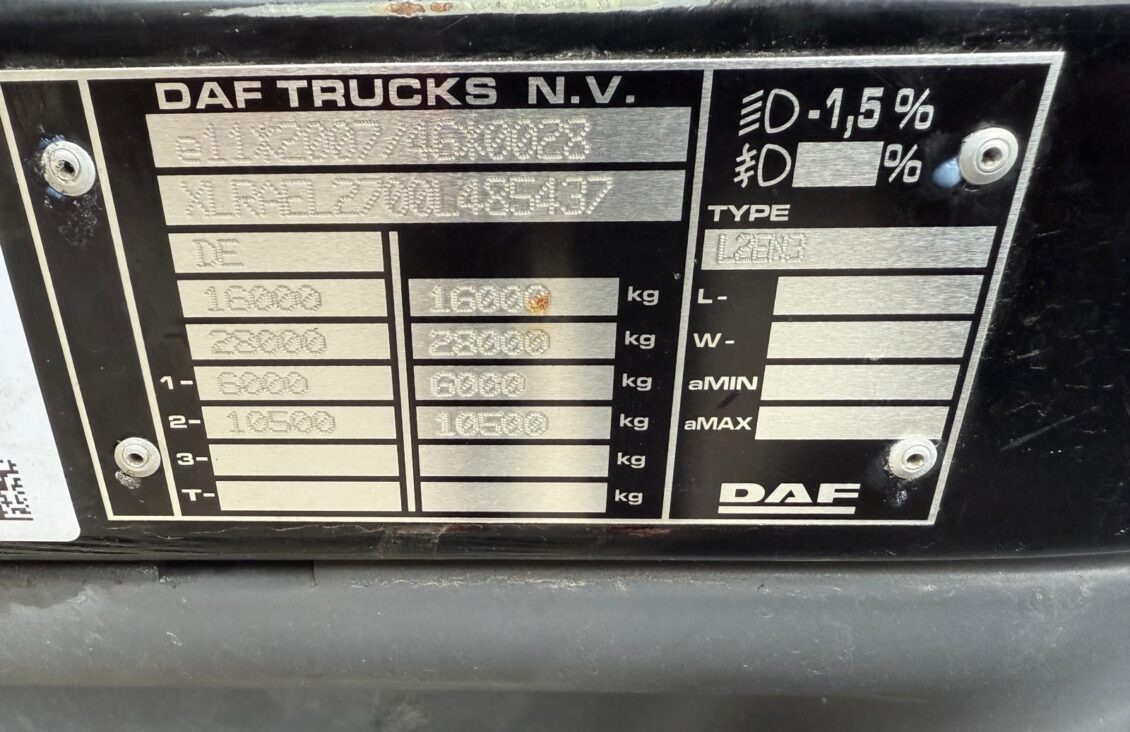 DAF TRUCKS N.V.
e11*2007/46*0028
XLRAEL2700L485437
DE
16000 16000 kg
28000 28000 kg
1- 6000 6000 kg
2- 10500 10500 kg
3- kg
T- kg
-1,5%
%
TYPE
L2EN3
L-
W-
aMIN
aMAX
DAF